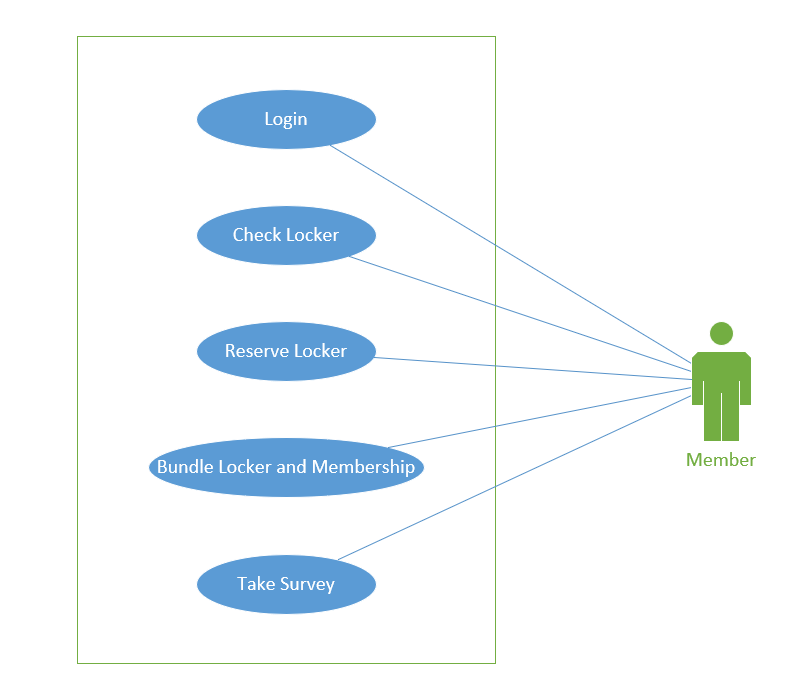 Login
Check Locker
Reserve Locker
Bundle Locker and Membership
Take Survey
Member